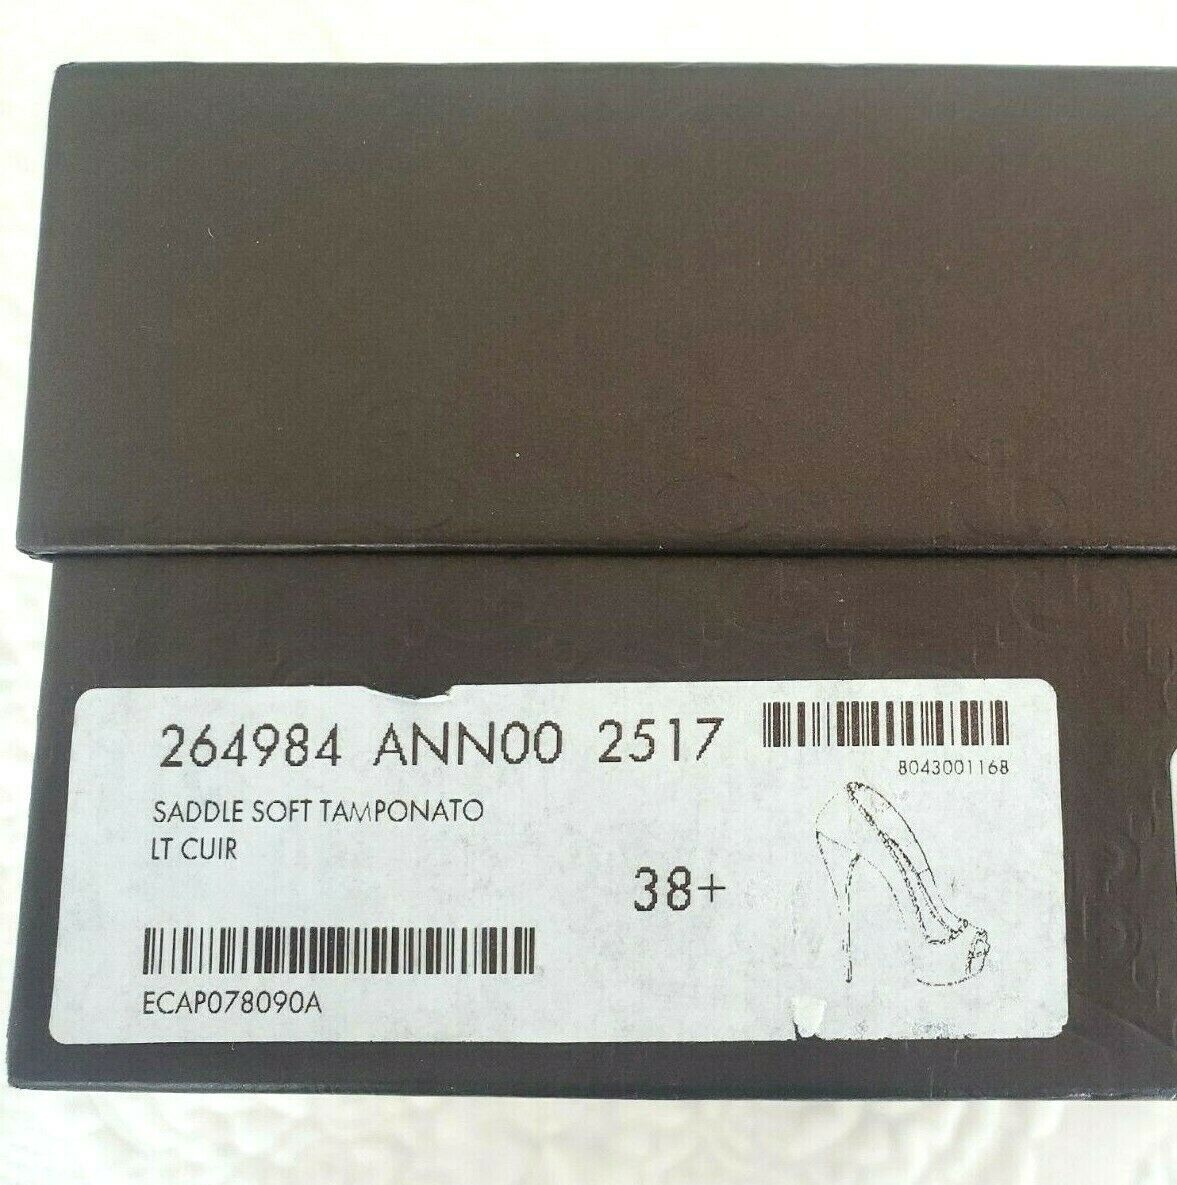 264984 ANN00 2517
8043001168
SADDLE SOFT TAMPONATO
LT CUIR
38+
ECAP078090A